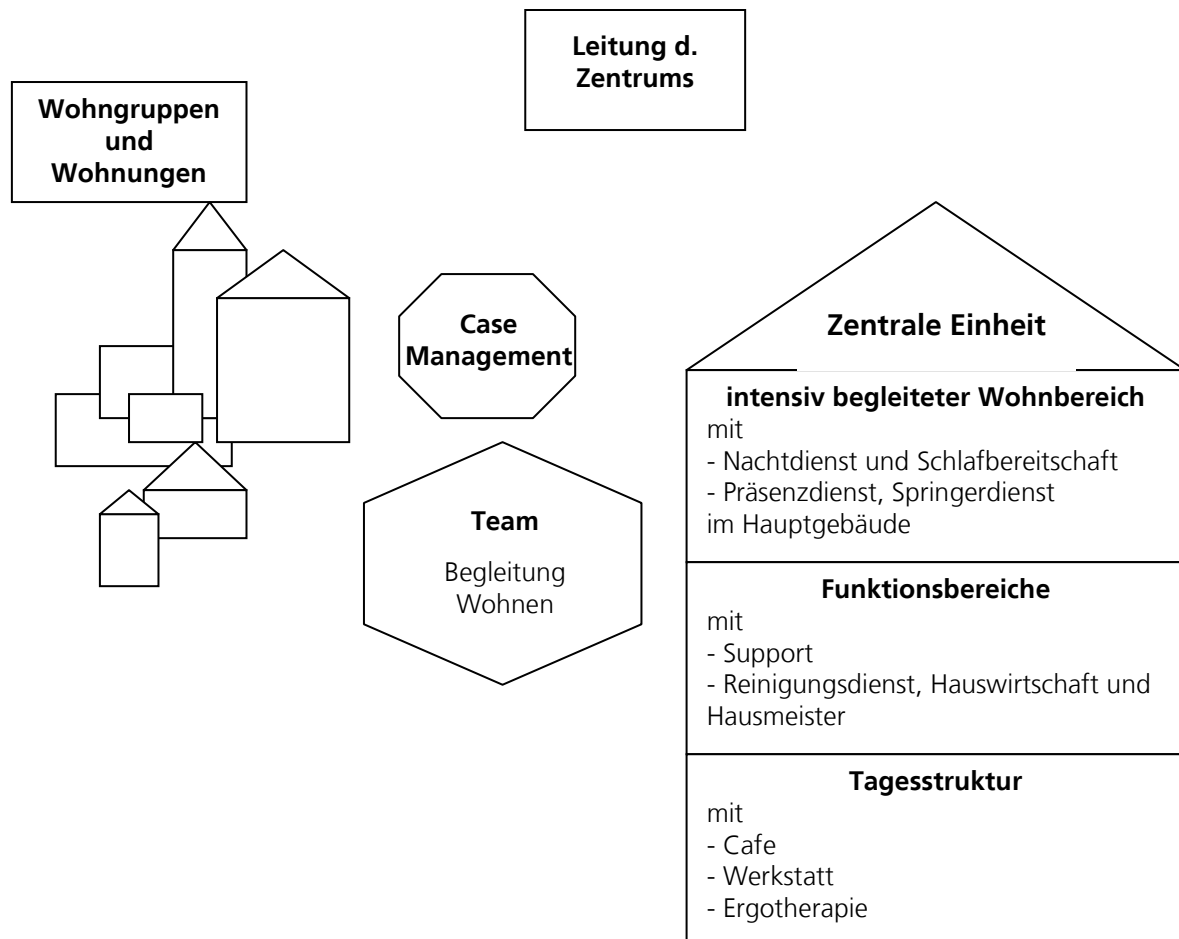 Leitung d.
Zentrums
Wohngruppen
und
Wohnungen
Case
Management
Team
Begleitung
Wohnen
Zentrale Einheit
intensiv begleiteter Wohnbereich
mit
- Nachtdienst und Schlafbereitschaft
- Präsenzdienst, Springerdienst
im Hauptgebäude
Funktionsbereiche
mit
- Support
- Reinigungsdienst, Hauswirtschaft und
Hausmeister
Tagesstruktur
mit
- Cafe
- Werkstatt
- Ergotherapie